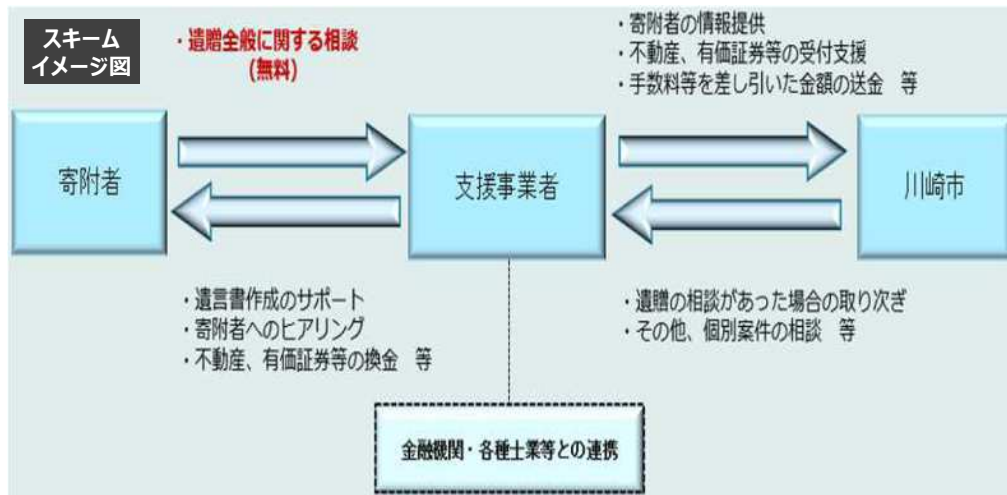 スキーム
イメージ図
・遺贈全般に関する相談
(無料)
・寄附者の情報提供
・不動産、有価証券等の受付支援
・手数料等を差し引いた金額の送金　等
寄附者
支援事業者
川崎市
・遺言書作成のサポート
・寄附者へのヒアリング
・不動産、有価証券等の換金　等
・遺贈の相談があった場合の取り次ぎ
・その他、個別案件の相談　等
金融機関・各種士業等との連携